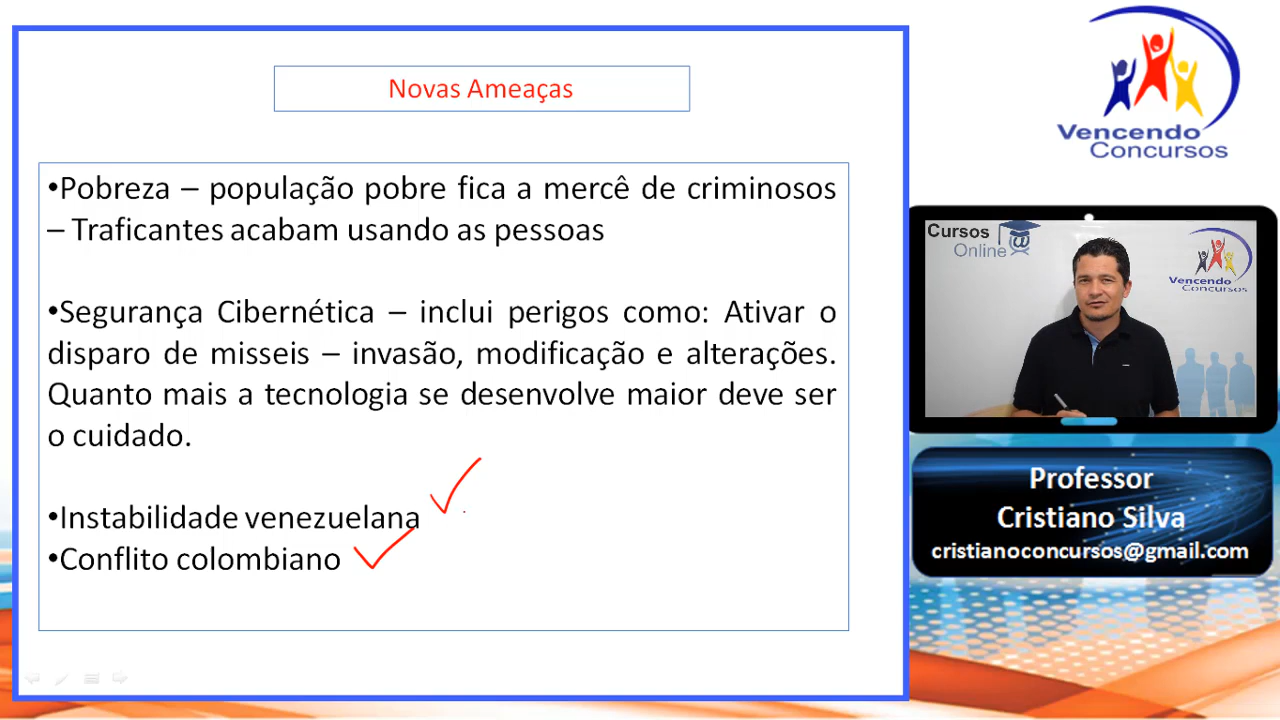 Novas Ameaças
•Pobreza – população pobre fica a mercê de criminosos
– Traficantes acabam usando as pessoas
•Segurança Cibernética – inclui perigos como: Ativar o
disparo de misseis – invasão, modificação e alterações.
Quanto mais a tecnologia se desenvolve maior deve ser
o cuidado.
•Instabilidade venezuelana
•Conflito colombiano
Vencendo
Concursos
Cursos
Online
Vencendo
Concursos
Professor
Cristiano Silva
cristianoconcursos@gmail.com